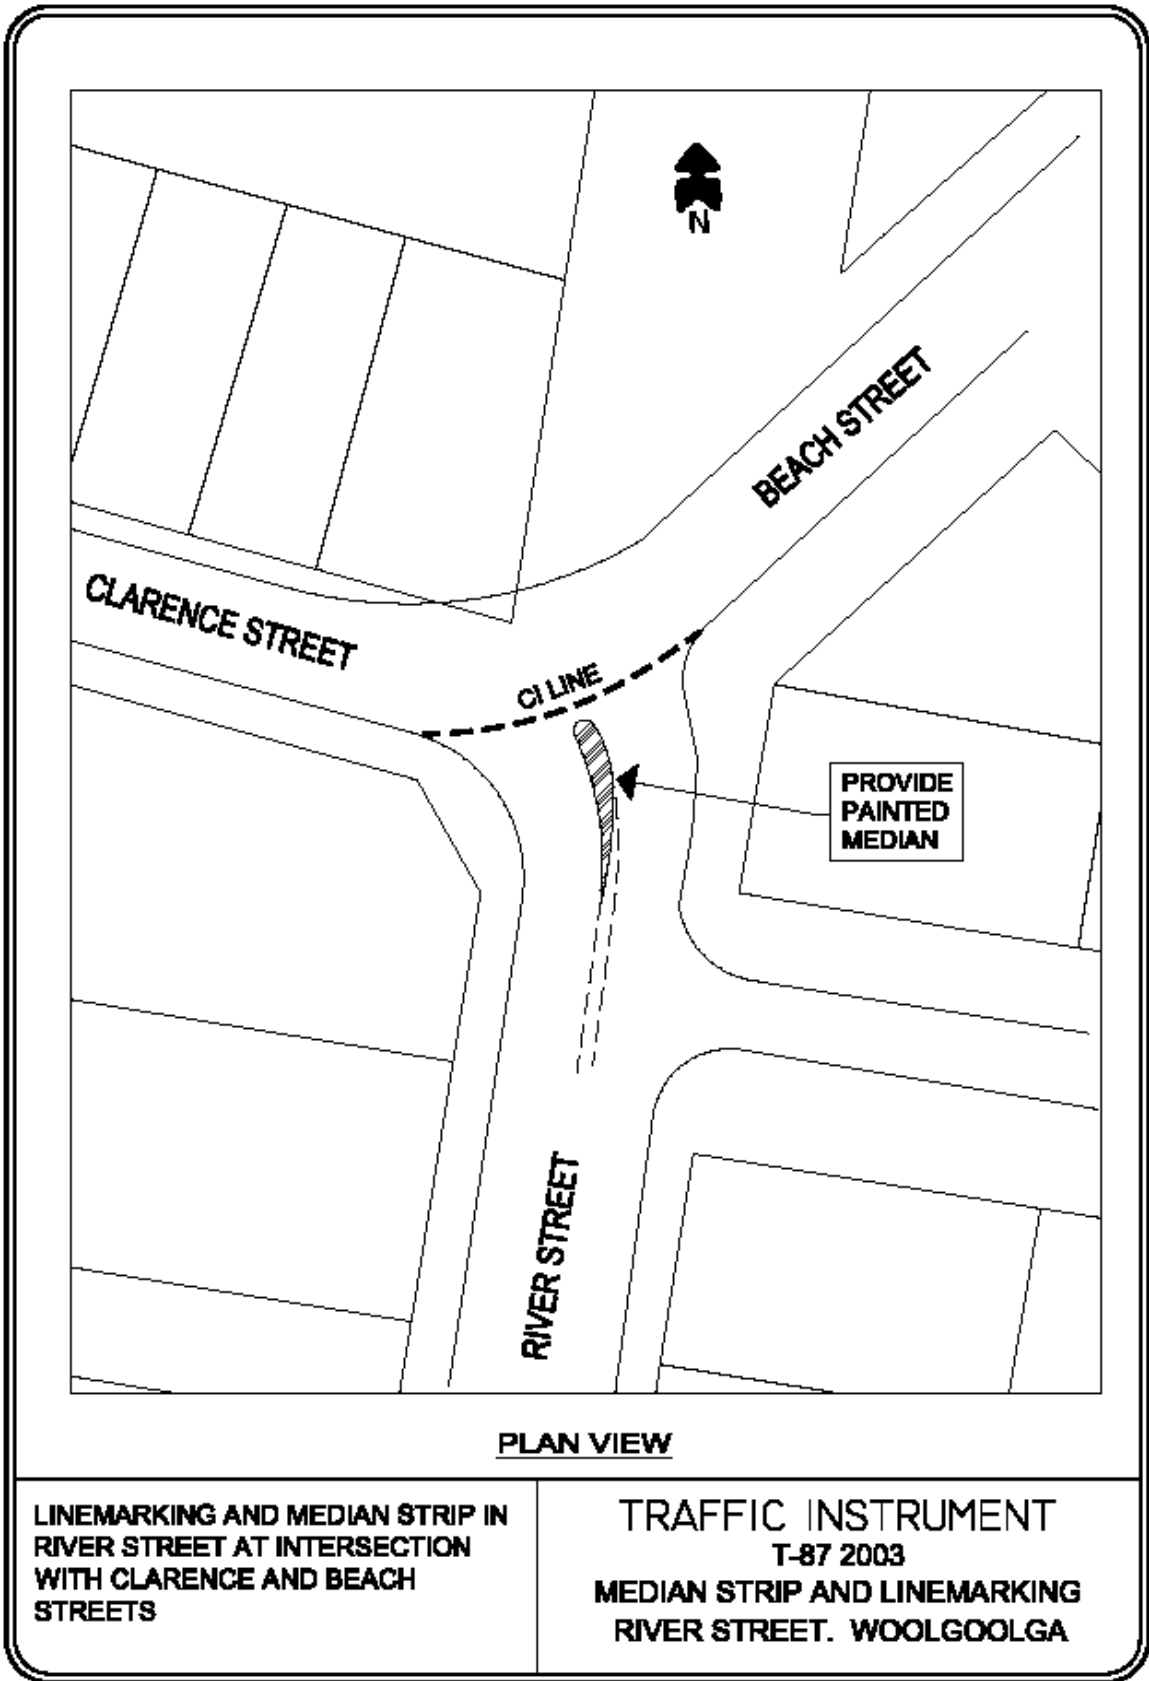 N
BEACH STREET
CLARENCE STREET
CI LINE
PROVIDE
PAINTED
MEDIAN
RIVER STREET
PLAN VIEW
LINEMARKING AND MEDIAN STRIP IN
RIVER STREET AT INTERSECTION
WITH CLARENCE AND BEACH
STREETS
TRAFFIC INSTRUMENT
T-87 2003
MEDIAN STRIP AND LINEMARKING
RIVER STREET. WOOLGOOLGA